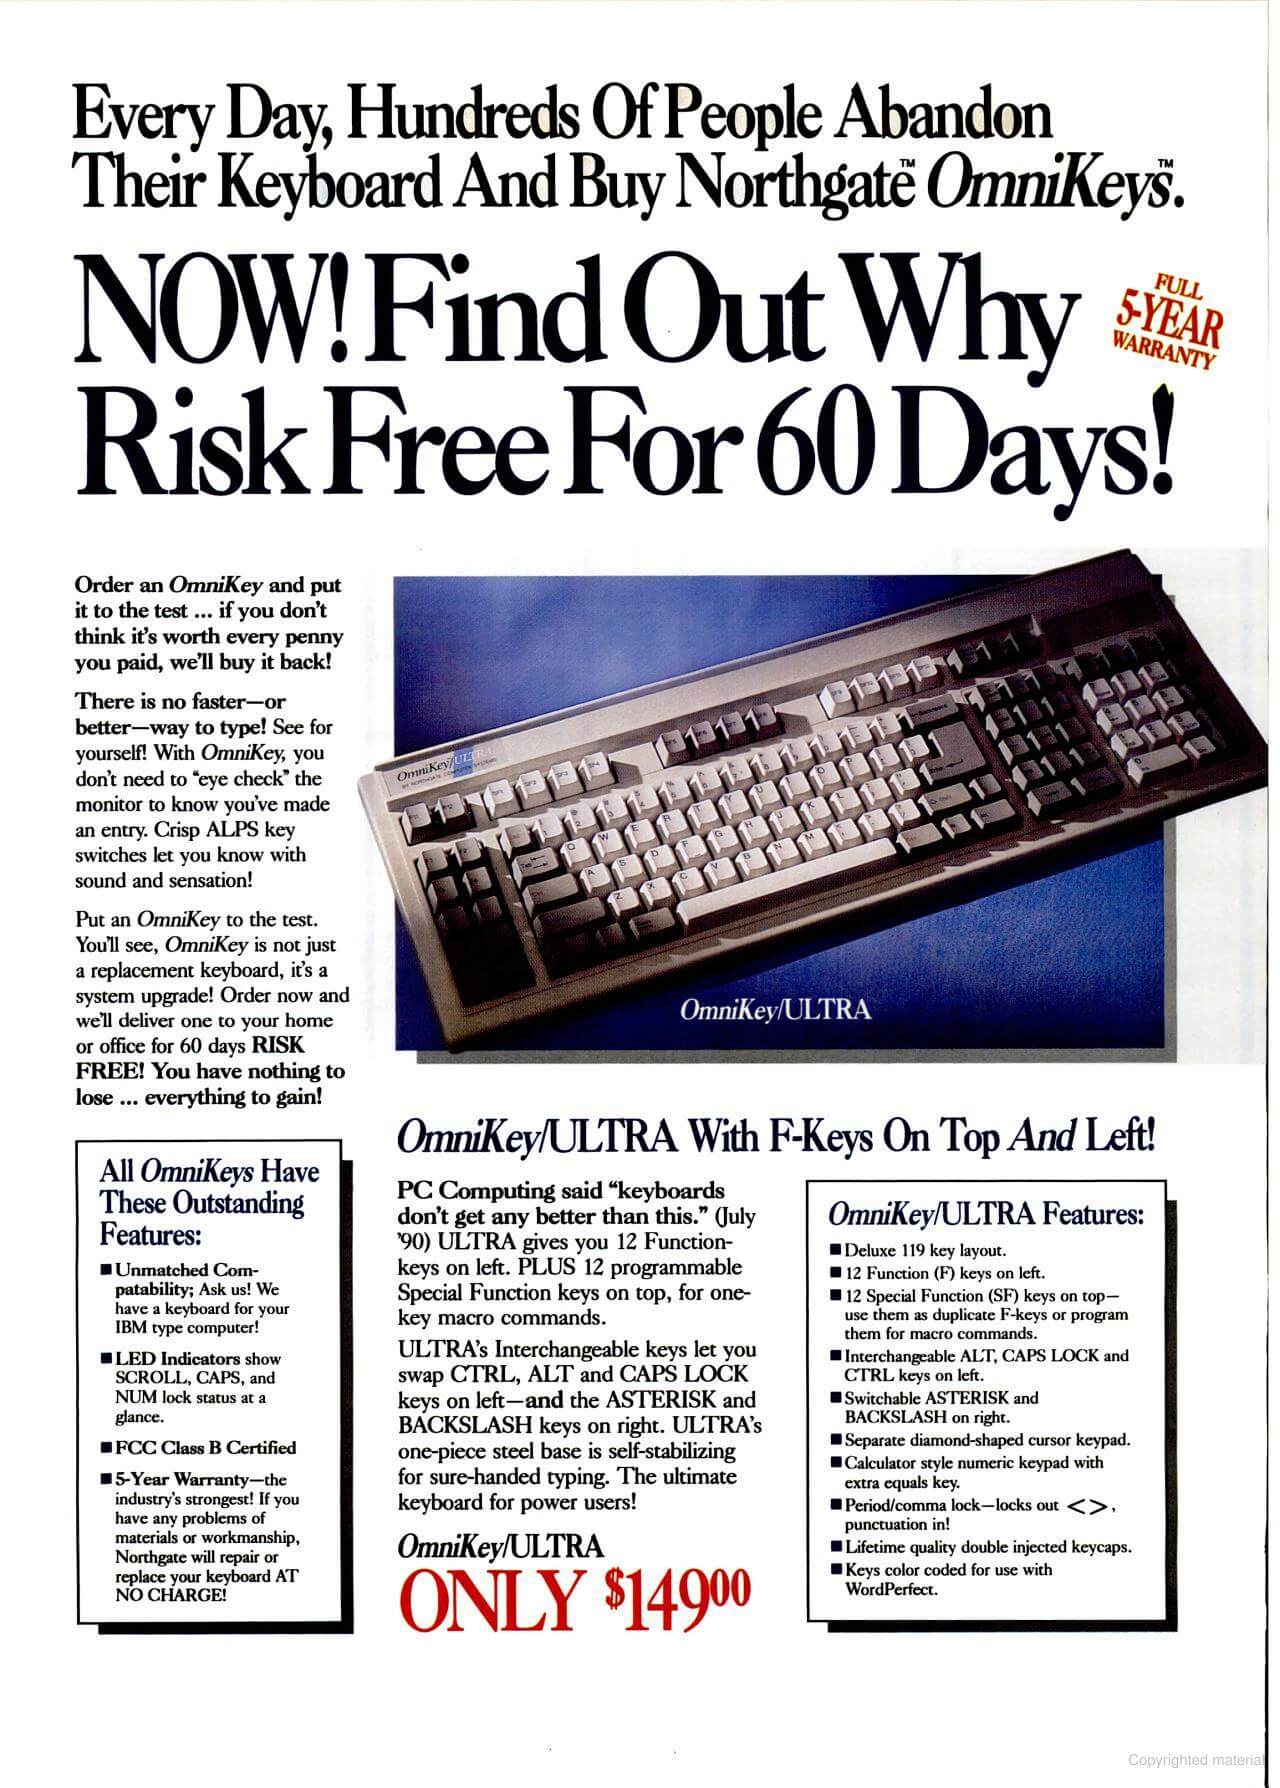 Every Day, Hundreds Of People Abandon
Their Keyboard And Buy Northgate™ OmniKeys™.
NOW! Find Out Why
Risk Free For 60 Days!
FULL
5-YEAR
WARRANTY
Order an OmniKey and put
it to the test ... if you don't
think it's worth every penny
you paid, we'll buy it back!
There is no faster—or
better—way to type! See for
yourself! With OmniKey, you
don't need to “eye check” the
monitor to know you've made
an entry. Crisp ALPS key
switches let you know with
sound and sensation!
Put an OmniKey to the test.
You'll see, OmniKey is not just
a replacement keyboard, it's a
system upgrade! Order now and
we'll deliver one to your home
or office for 60 days RISK
FREE! You have nothing to
lose ... everything to gain!
OmniKey/ULTRA
BY NORTHGATE COMPUTER SYSTEMS
OmniKey/ULTRA
All OmniKeys Have
These Outstanding
Features:
■ Unmatched Com-
patability; Ask us! We
have a keyboard for your
IBM type computer!
■ LED Indicators show
SCROLL, CAPS, and
NUM lock status at a
glance.
■ FCC Class B Certified
■ 5-Year Warranty—the
industry's strongest! If you
have any problems of
materials or workmanship,
Northgate will repair or
replace your keyboard AT
NO CHARGE!
OmniKey/ULTRA With F-Keys On Top And Left!
PC Computing said “keyboards
don't get any better than this.” (July
'90) ULTRA gives you 12 Function-
keys on left. PLUS 12 programmable
Special Function keys on top, for one-
key macro commands.
ULTRA's Interchangeable keys let you
swap CTRL, ALT and CAPS LOCK
keys on left—and the ASTERISK and
BACKSLASH keys on right. ULTRA's
one-piece steel base is self-stabilizing
for sure-handed typing. The ultimate
keyboard for power users!
OmniKey/ULTRA
ONLY $149⁰⁰
OmniKey/ULTRA Features:
■ Deluxe 119 key layout.
■ 12 Function (F) keys on left.
■ 12 Special Function (SF) keys on top—
use them as duplicate F-keys or program
them for macro commands.
■ Interchangeable ALT, CAPS LOCK and
CTRL keys on left.
■ Switchable ASTERISK and
BACKSLASH on right.
■ Separate diamond-shaped cursor keypad.
■ Calculator style numeric keypad with
extra equals key.
■ Period/comma lock—locks out < > ,
punctuation in!
■ Lifetime quality double injected keycaps.
■ Keys color coded for use with
WordPerfect.
Copyrighted material